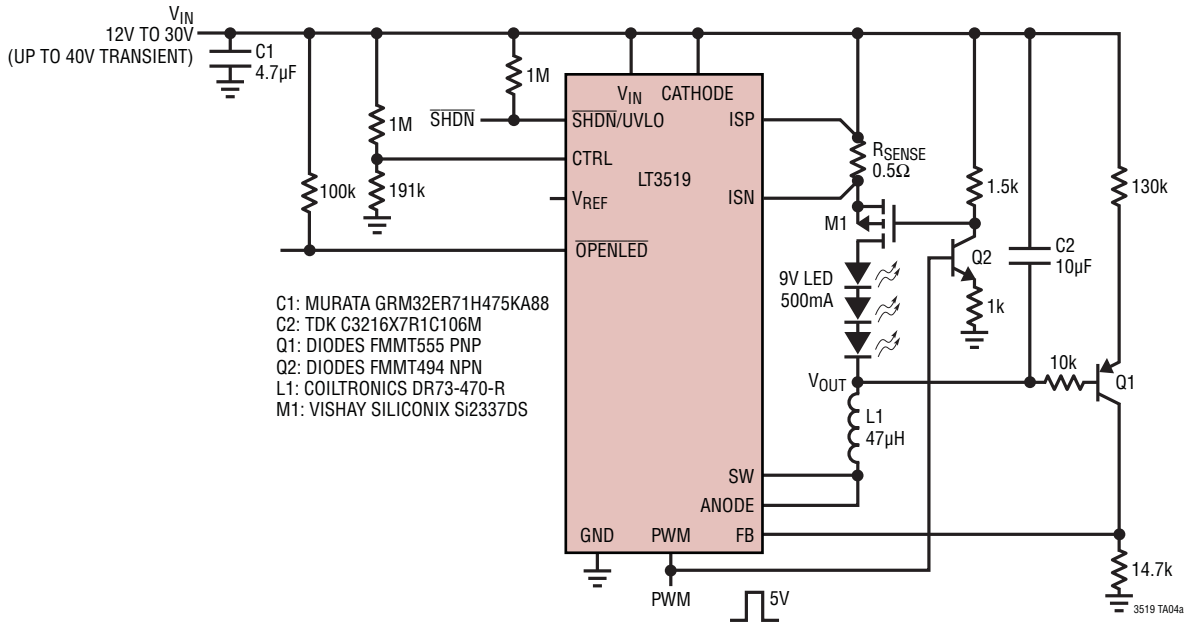 VIN
12V TO 30V
(UP TO 40V TRANSIENT)
C1
4.7µF
1M
1M
SHDN
100k
191k
VIN
CATHODE
SHDN/UVLO
ISP
CTRL
LT3519
VREF
ISN
OPENLED
RSENSE
0.5Ω
1.5k
130k
M1
Q2
C2
10µF
9V LED
500mA
1k
10k
Q1
VOUT
L1
47µH
SW
ANODE
GND
PWM
FB
14.7k
PWM
5V
3519 TA04a
C1: MURATA GRM32ER71H475KA88
C2: TDK C3216X7R1C106M
Q1: DIODES FMMT555 PNP
Q2: DIODES FMMT494 NPN
L1: COILTRONICS DR73-470-R
M1: VISHAY SILICONIX Si2337DS